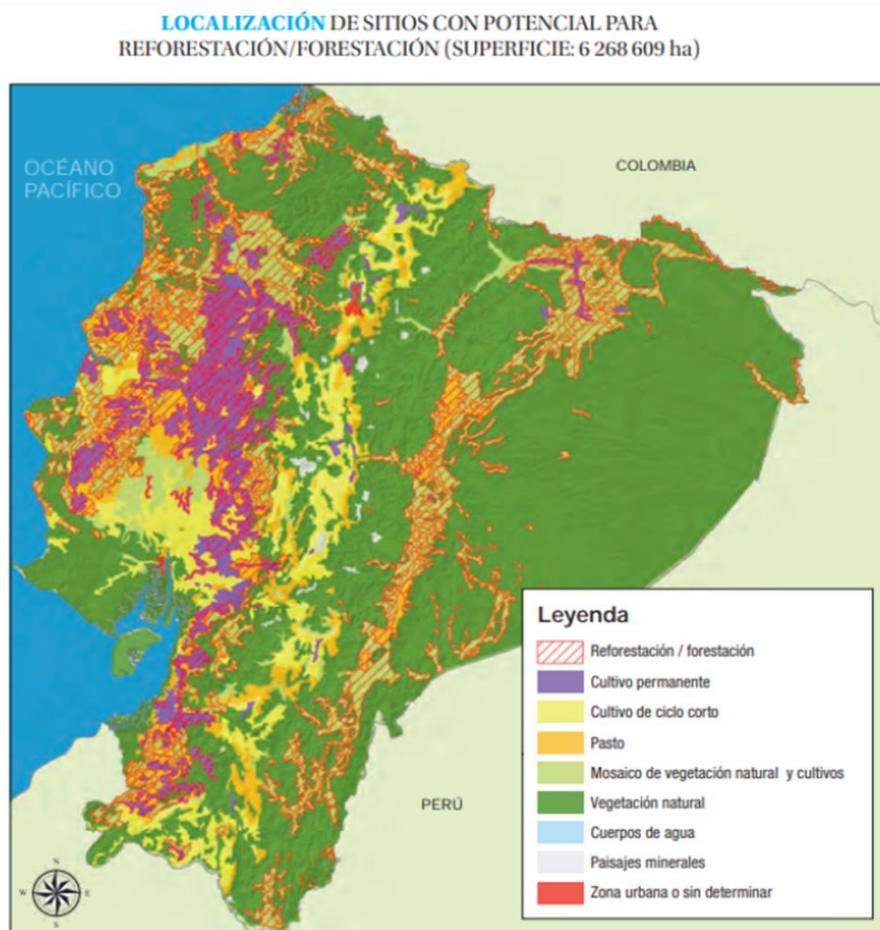 LOCALIZACIÓN DE SITIOS CON POTENCIAL PARA
REFORESTACIÓN/FORESTACIÓN (SUPERFICIE: 6 268 609 ha)
OCÉANO
PACÍFICO
COLOMBIA
PERÚ
Leyenda
Reforestación / forestación
Cultivo permanente
Cultivo de ciclo corto
Pasto
Mosaico de vegetación natural y cultivos
Vegetación natural
Cuerpos de agua
Paisajes minerales
Zona urbana o sin determinar
N
W E
S